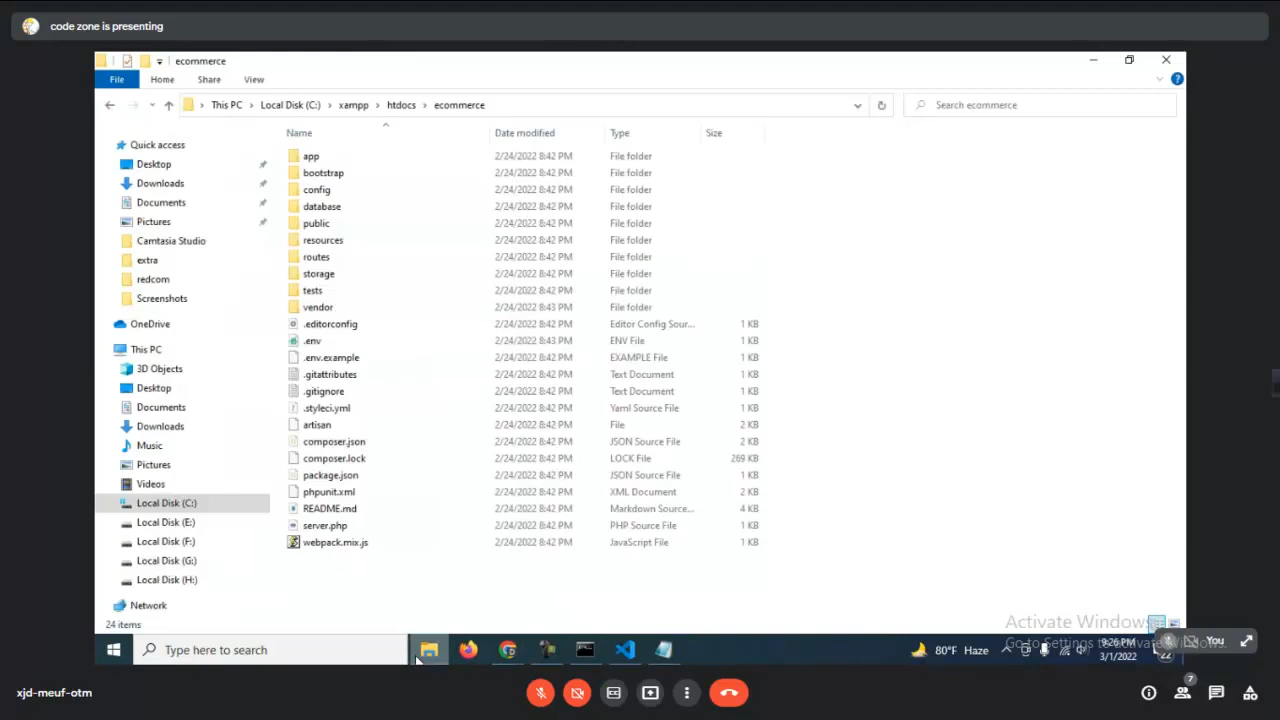 code zone is presenting
ecommerce
File Home Share View
This PC Local Disk (C:) xampp htdocs ecommerce
Search ecommerce
Name Date modified Type Size
Quick access
Desktop
Downloads
Documents
Pictures
Camtasia Studio
extra
redcom
Screenshots
OneDrive
This PC
3D Objects
Desktop
Documents
Downloads
Music
Pictures
Videos
Local Disk (C:)
Local Disk (E:)
Local Disk (F:)
Local Disk (G:)
Local Disk (H:)
Network
app 2/24/2022 8:42 PM File folder
bootstrap 2/24/2022 8:42 PM File folder
config 2/24/2022 8:42 PM File folder
database 2/24/2022 8:42 PM File folder
public 2/24/2022 8:42 PM File folder
resources 2/24/2022 8:42 PM File folder
routes 2/24/2022 8:42 PM File folder
storage 2/24/2022 8:42 PM File folder
tests 2/24/2022 8:42 PM File folder
vendor 2/24/2022 8:43 PM File folder
.editorconfig 2/24/2022 8:42 PM Editor Config Sour... 1 KB
.env 2/24/2022 8:43 PM ENV File 1 KB
.env.example 2/24/2022 8:42 PM EXAMPLE File 1 KB
.gitattributes 2/24/2022 8:42 PM Text Document 1 KB
.gitignore 2/24/2022 8:42 PM Text Document 1 KB
.styleci.yml 2/24/2022 8:42 PM Yaml Source File 1 KB
artisan 2/24/2022 8:42 PM File 2 KB
composer.json 2/24/2022 8:42 PM JSON Source File 2 KB
composer.lock 2/24/2022 8:42 PM LOCK File 269 KB
package.json 2/24/2022 8:42 PM JSON Source File 1 KB
phpunit.xml 2/24/2022 8:42 PM XML Document 2 KB
README.md 2/24/2022 8:42 PM Markdown Source... 4 KB
server.php 2/24/2022 8:42 PM PHP Source File 1 KB
webpack.mix.js 2/24/2022 8:42 PM JavaScript File 1 KB
24 items
Activate Windows
Go to Settings to activate Windows.
Type here to search
80°F Haze
9:26 PM
3/1/2022
22
You
xjd-meuf-otm
7